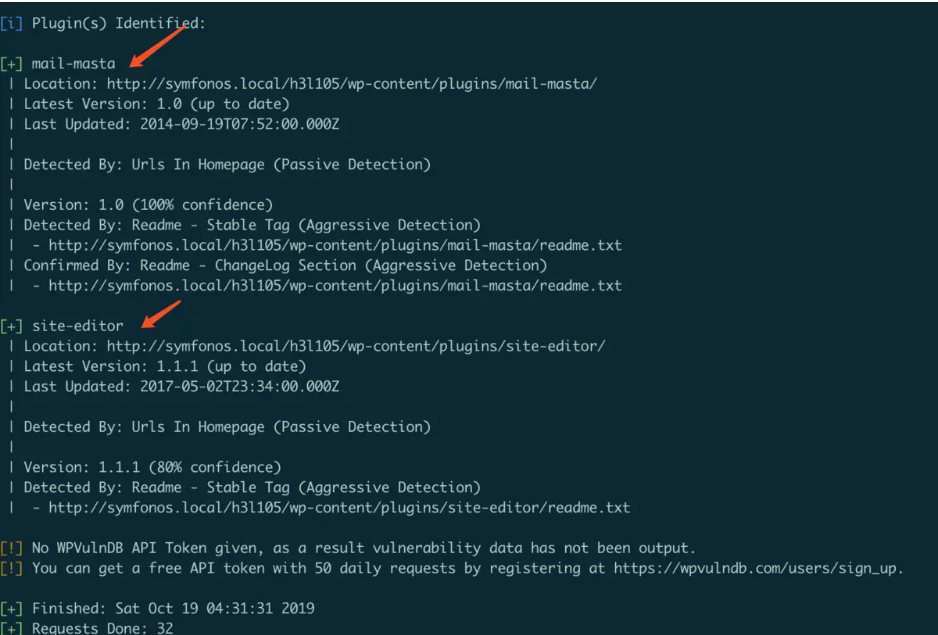 [i] Plugin(s) Identified:
[+] mail-masta
| Location: http://symfonos.local/h3l105/wp-content/plugins/mail-masta/
| Latest Version: 1.0 (up to date)
| Last Updated: 2014-09-19T07:52:00.000Z
|
| Detected By: Urls In Homepage (Passive Detection)
|
| Version: 1.0 (100% confidence)
| Detected By: Readme - Stable Tag (Aggressive Detection)
|  - http://symfonos.local/h3l105/wp-content/plugins/mail-masta/readme.txt
| Confirmed By: Readme - ChangeLog Section (Aggressive Detection)
|  - http://symfonos.local/h3l105/wp-content/plugins/mail-masta/readme.txt
[+] site-editor
| Location: http://symfonos.local/h3l105/wp-content/plugins/site-editor/
| Latest Version: 1.1.1 (up to date)
| Last Updated: 2017-05-02T23:34:00.000Z
|
| Detected By: Urls In Homepage (Passive Detection)
|
| Version: 1.1.1 (80% confidence)
| Detected By: Readme - Stable Tag (Aggressive Detection)
|  - http://symfonos.local/h3l105/wp-content/plugins/site-editor/readme.txt
[!] No WPVulnDB API Token given, as a result vulnerability data has not been output.
[!] You can get a free API token with 50 daily requests by registering at https://wpvulndb.com/users/sign_up.
[+] Finished: Sat Oct 19 04:31:31 2019
[+] Requests Done: 32